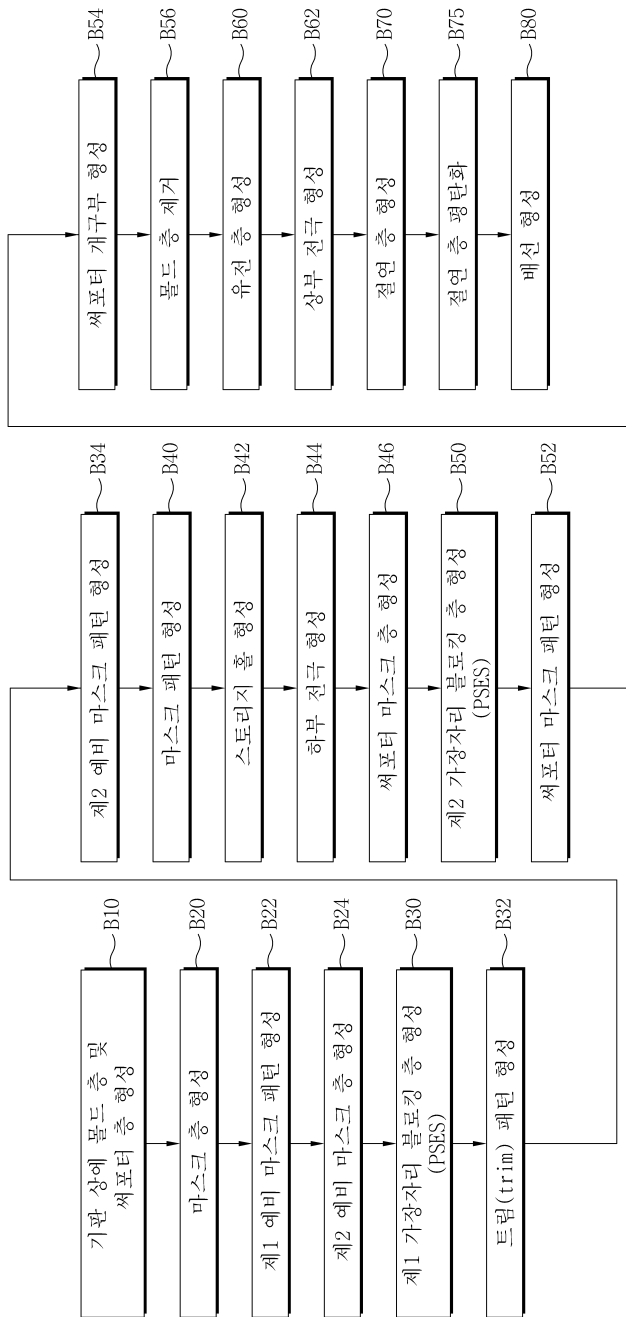 기판 상에 몰드 층 및
써포터 층 형성
B10
마스크 층 형성
B20
제1 예비 마스크 패턴 형성
B22
제2 예비 마스크 층 형성
B24
제1 가장자리 블로킹 층 형성
(PSES)
B30
트림(trim) 패턴 형성
B32
제2 예비 마스크 패턴 형성
B34
마스크 패턴 형성
B40
스토리지 홀 형성
B42
하부 전극 형성
B44
써포터 마스크 층 형성
B46
제2 가장자리 블로킹 층 형성
(PSES)
B50
써포터 마스크 패턴 형성
B52
써포터 개구부 형성
B54
몰드 층 제거
B56
유전 층 형성
B60
상부 전극 형성
B62
절연 층 형성
B70
절연 층 평탄화
B75
배선 형성
B80